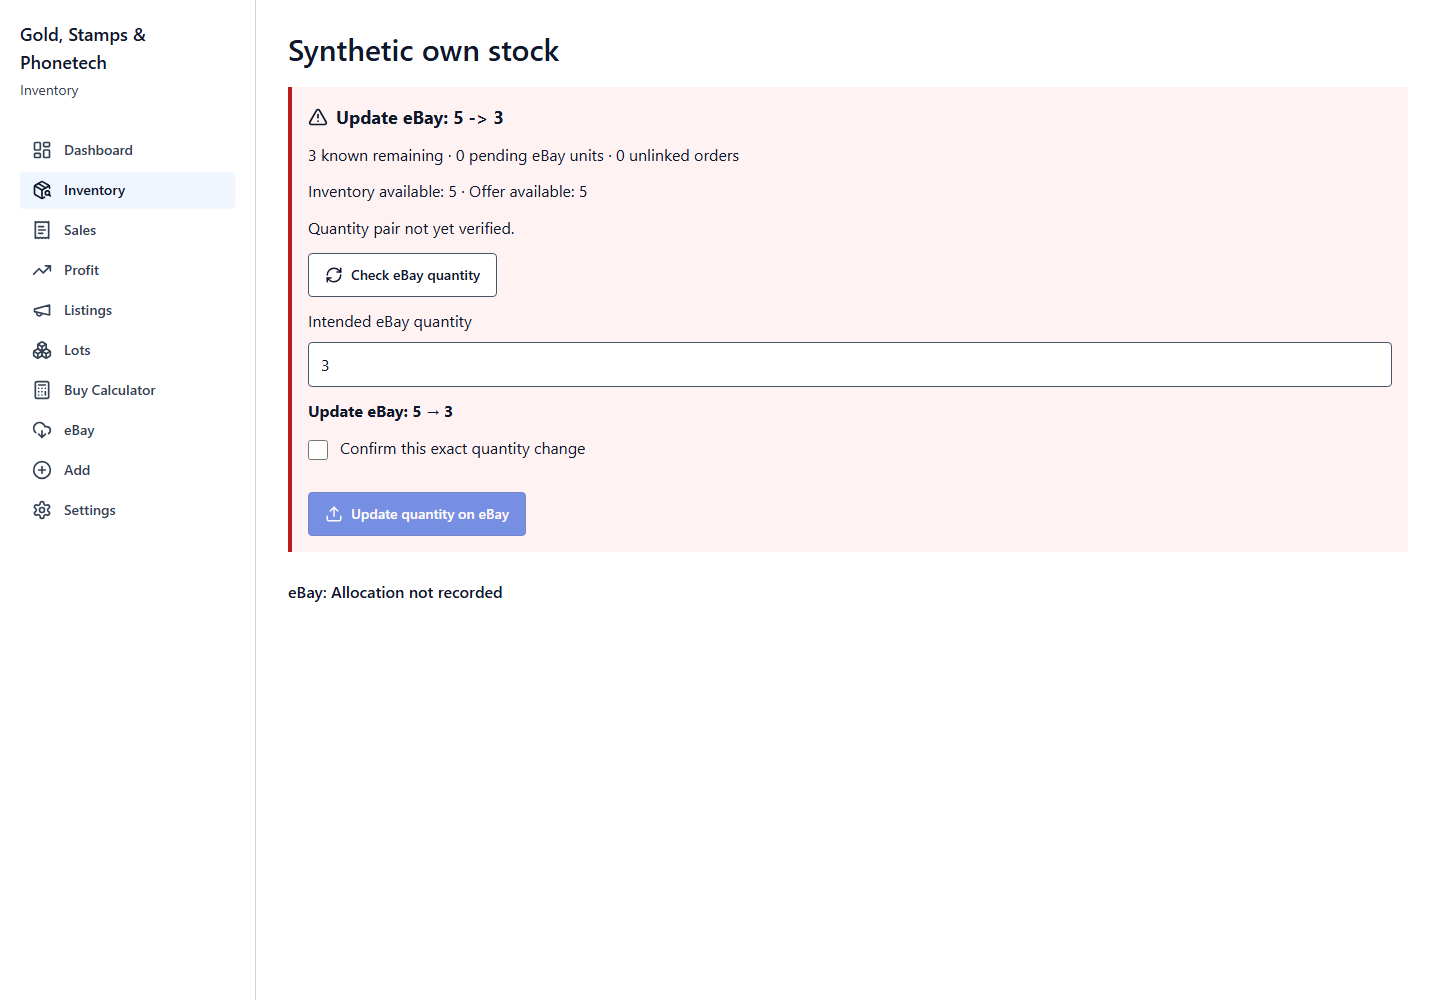 Gold, Stamps &
Phonetech
Inventory
Dashboard
Inventory
Sales
Profit
Listings
Lots
Buy Calculator
eBay
Add
Settings
Synthetic own stock
Update eBay: 5 -> 3
3 known remaining · 0 pending eBay units · 0 unlinked orders
Inventory available: 5 · Offer available: 5
Quantity pair not yet verified.
Check eBay quantity
Intended eBay quantity
3
Update eBay: 5 → 3
Confirm this exact quantity change
Update quantity on eBay
eBay: Allocation not recorded